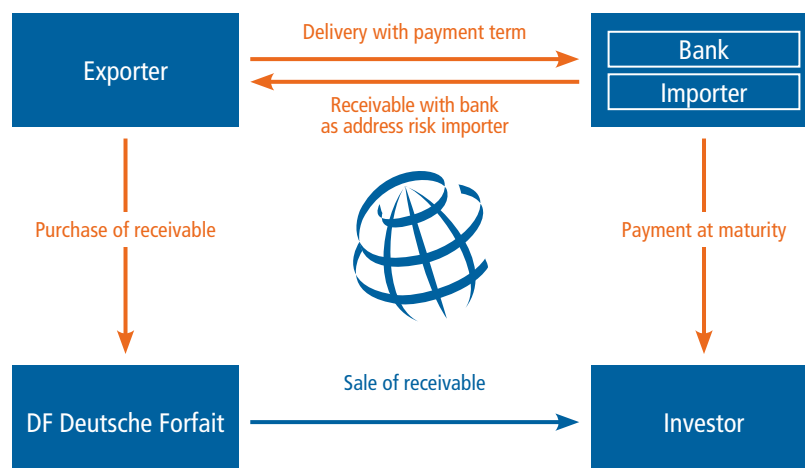 Delivery with payment term
Exporter
Bank
Importer
Receivable with bank
as address risk importer
Purchase of receivable
Payment at maturity
Sale of receivable
DF Deutsche Forfait
Investor